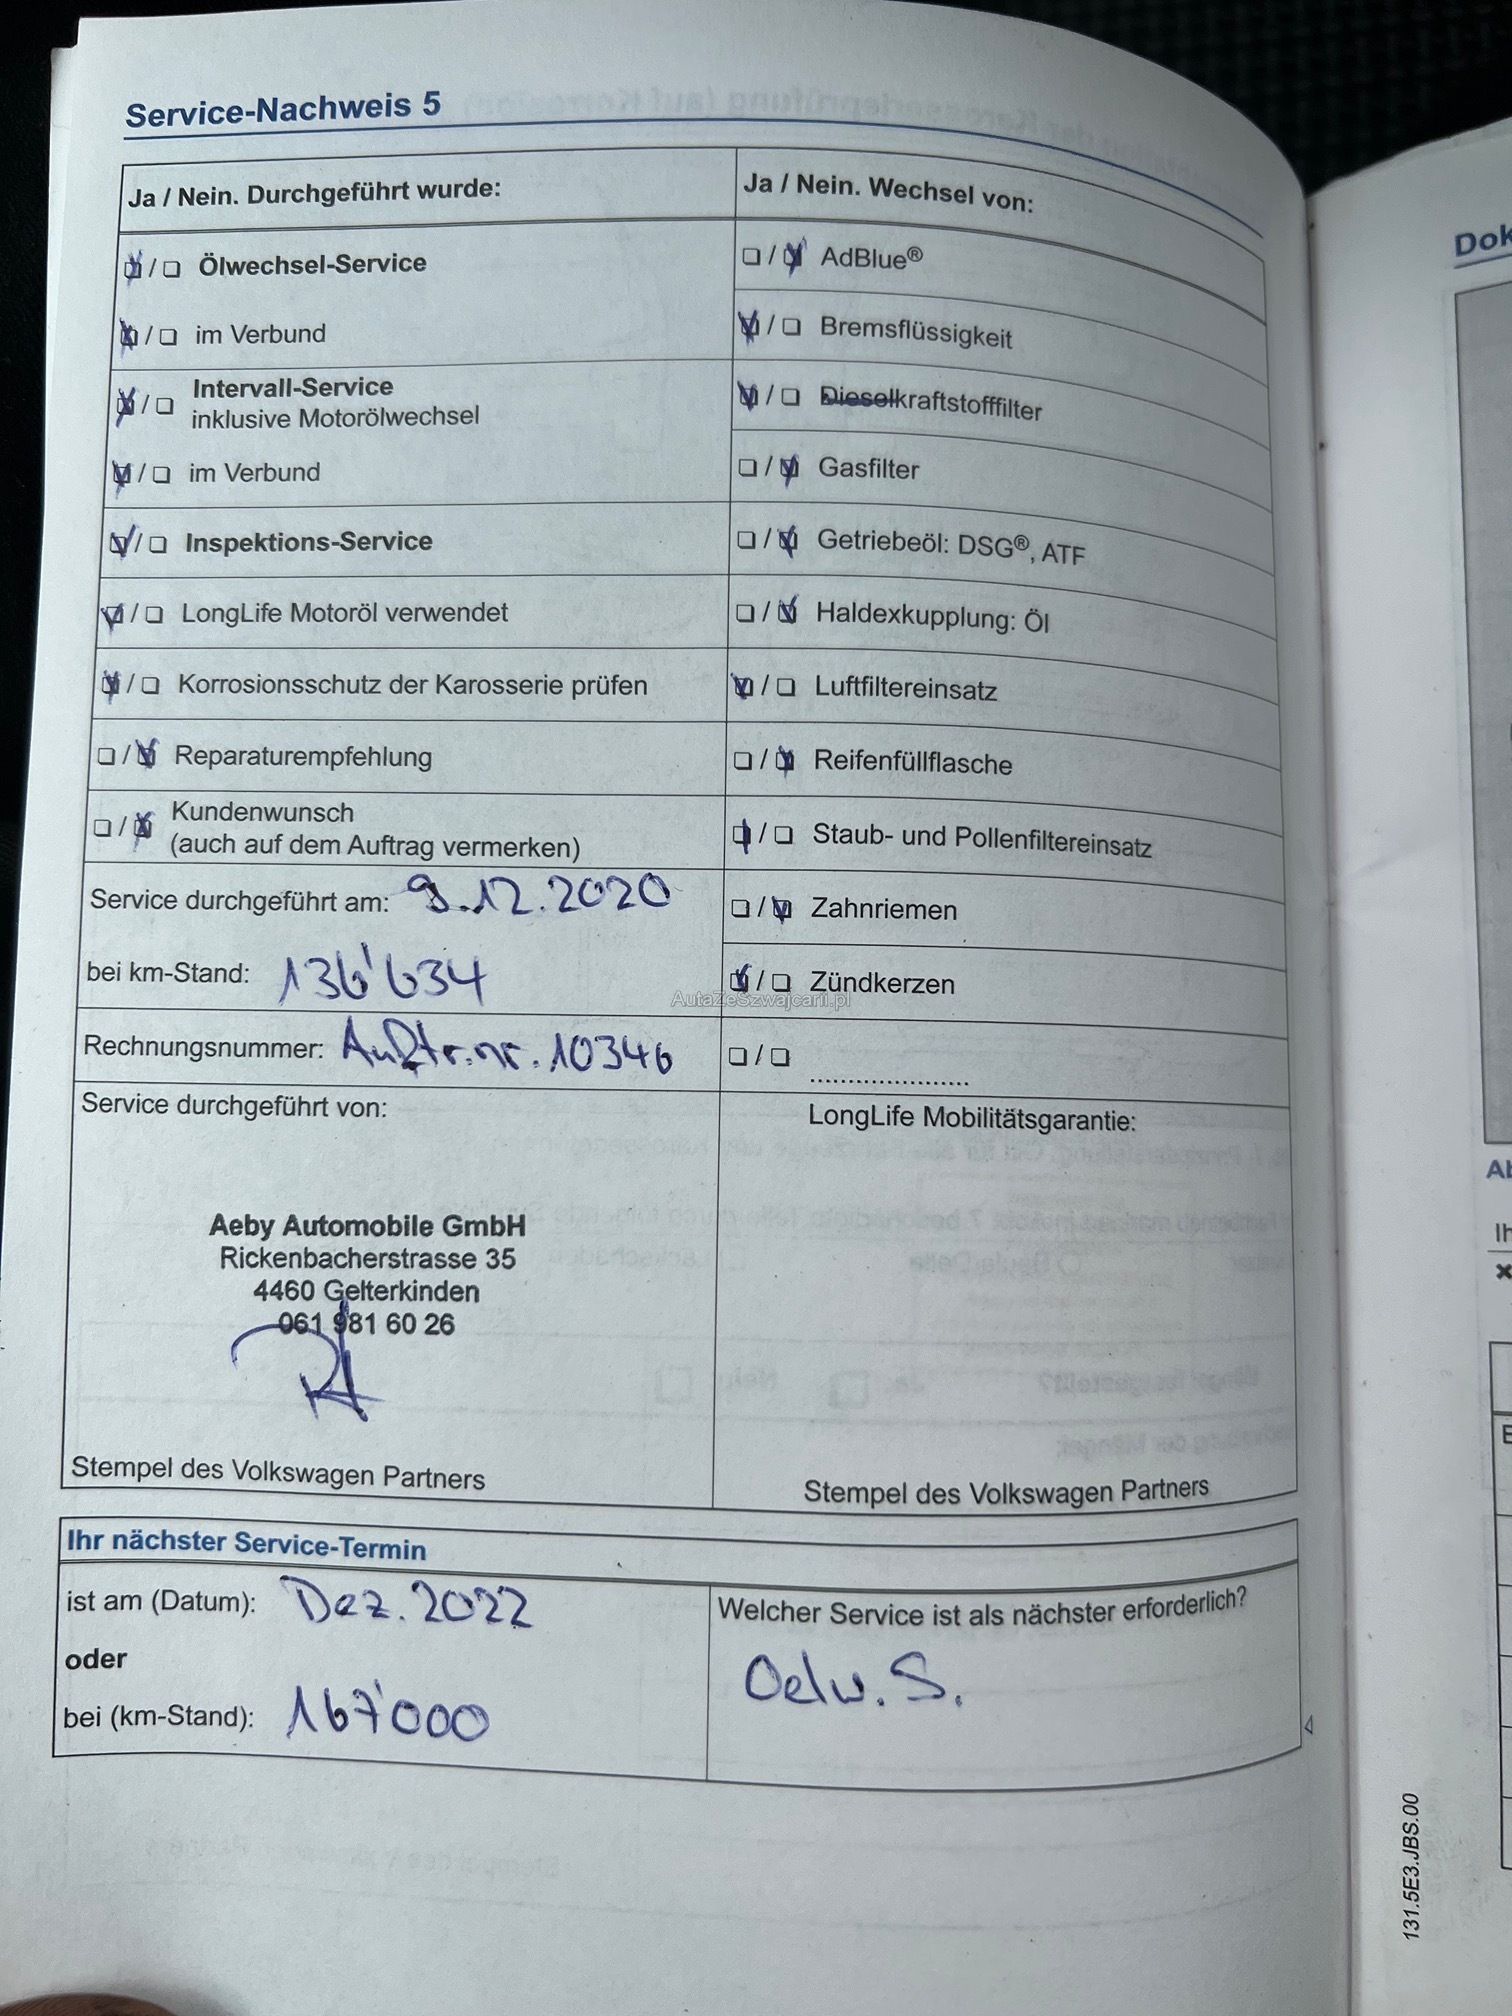 Service-Nachweis 5
Ja / Nein. Durchgeführt wurde:
☒ / ☐ Ölwechsel-Service
☒ / ☐ im Verbund
☒ / ☐ Intervall-Service
inklusive Motorölwechsel
☒ / ☐ im Verbund
☒ / ☐ Inspektions-Service
☒ / ☐ LongLife Motoröl verwendet
☒ / ☐ Korrosionsschutz der Karosserie prüfen
☐ / ☒ Reparaturempfehlung
☐ / ☒ Kundenwunsch
(auch auf dem Auftrag vermerken)
Service durchgeführt am: 9.12.2020
bei km-Stand: 136'634
Rechnungsnummer: Auftr.nr. 10346
Service durchgeführt von:
Aeby Automobile GmbH
Rickenbacherstrasse 35
4460 Gelterkinden
061 981 60 26
Stempel des Volkswagen Partners
Ja / Nein. Wechsel von:
☐ / ☒ AdBlue®
☒ / ☐ Bremsflüssigkeit
☒ / ☐ Dieselkraftstofffilter
☐ / ☒ Gasfilter
☐ / ☒ Getriebeöl: DSG®, ATF
☐ / ☒ Haldexkupplung: Öl
☒ / ☐ Luftfiltereinsatz
☐ / ☒ Reifenfüllflasche
☒ / ☐ Staub- und Pollenfiltereinsatz
☐ / ☒ Zahnriemen
☒ / ☐ Zündkerzen
☐ / ☐ ......................
LongLife Mobilitätsgarantie:
Stempel des Volkswagen Partners
Ihr nächster Service-Termin
ist am (Datum): Dez. 2022
oder
bei (km-Stand): 167'000
Welcher Service ist als nächster erforderlich?
Oelw. S.
131.5E3.JBS.00
AutaZeSzwajcarii.pl
Dok